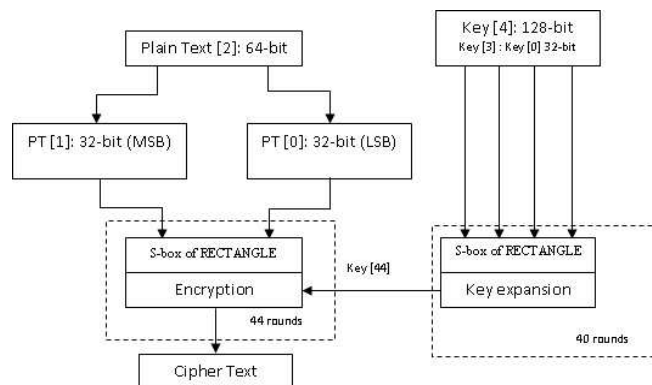 Plain Text [2]: 64-bit
Key [4]: 128-bit
Key [3] : Key [0] 32-bit
PT [1]: 32-bit (MSB)
PT [0]: 32-bit (LSB)
S-box of RECTANGLE
Encryption
44 rounds
Key [44]
S-box of RECTANGLE
Key expansion
40 rounds
Cipher Text